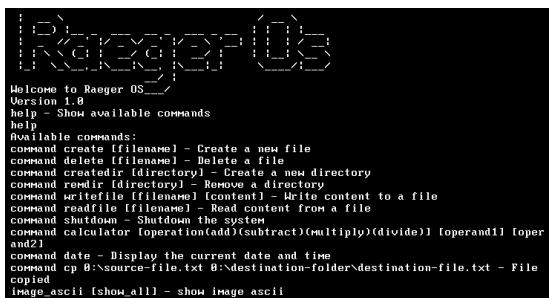 Raeger Os
Welcome to Raeger OS
Version 1.0
help - Show available commands
help
Available commands:
command create [filename] - Create a new file
command delete [filename] - Delete a file
command createdir [directory] - Create a new directory
command remdir [directory] - Remove a directory
command writefile [filename] [content] - Write content to a file
command readfile [filename] - Read content from a file
command shutdown - Shutdown the system
command calculator [operation(add)(subtract)(multiply)(divide)] [operand1] [oper
and2]
command date - Display the current date and time
command cp 0:\source-file.txt 0:\destination-folder\destination-file.txt - File
copied
image_ascii [show_all] - show image ascii